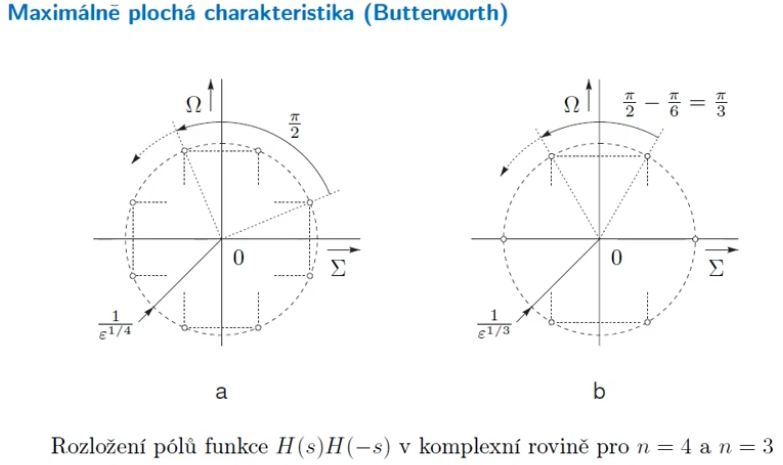 Maximálně plochá charakteristika (Butterworth)
Ω
π/2
0
Σ
1/ε^{1/4}
a
Ω
π/2 − π/6 = π/3
0
Σ
1/ε^{1/3}
b
Rozložení pólů funkce H(s)H(−s) v komplexní rovině pro n = 4 a n = 3